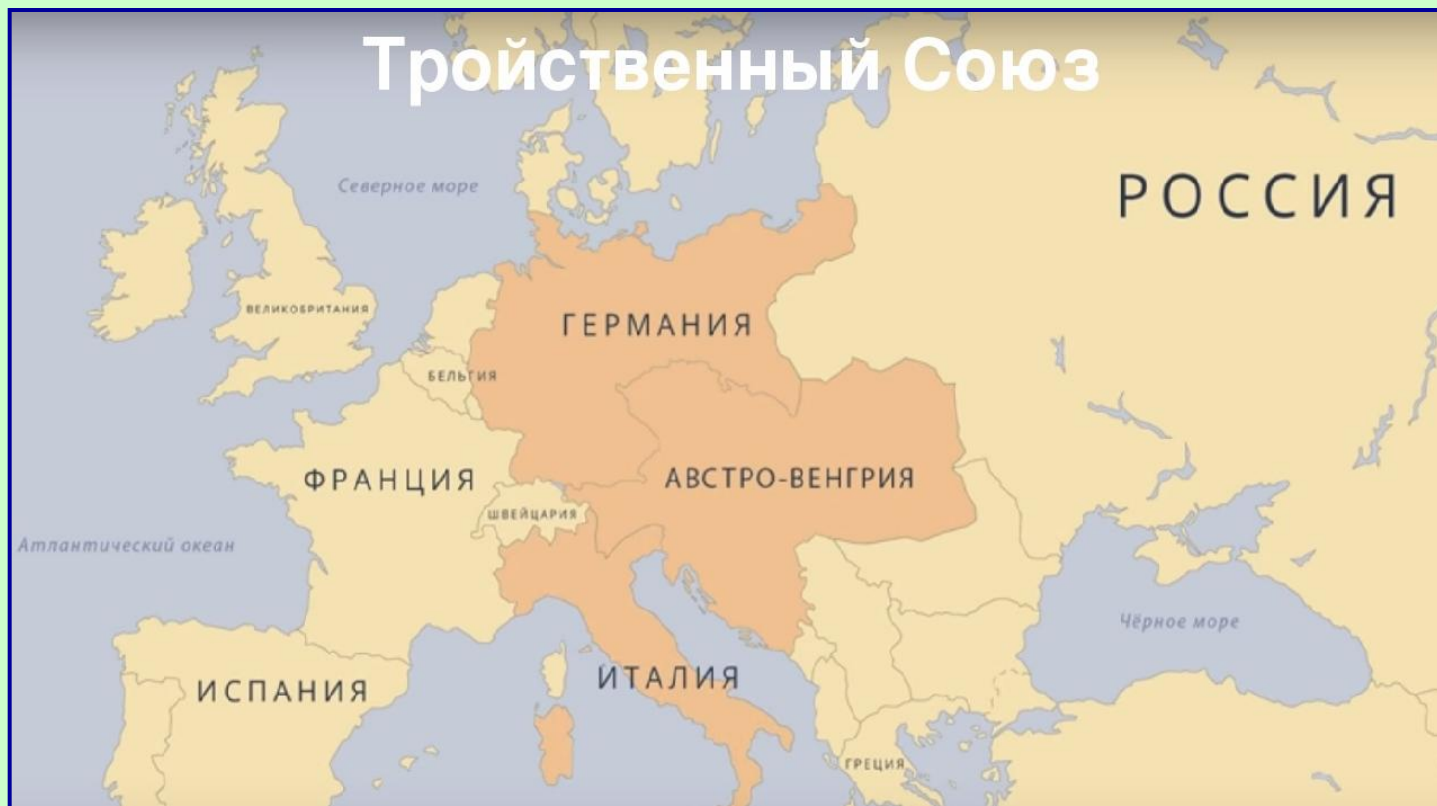 Тройственный Союз
РОССИЯ
Северное море
ВЕЛИКОБРИТАНИЯ
ГЕРМАНИЯ
БЕЛЬГИЯ
ФРАНЦИЯ
АВСТРО-ВЕНГРИЯ
ШВЕЙЦАРИЯ
Атлантический океан
Чёрное море
ИТАЛИЯ
ИСПАНИЯ
ГРЕЦИЯ